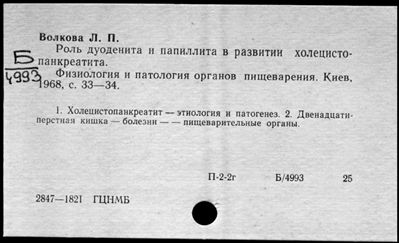 Волкова Л. П.
Роль дуоденита и папиллита в развитии холецисто-
панкреатита.
Б
4993
Физиология и патология органов пищеварения. Киев,
1968, с. 33—34.
1. Холецистопанкреатит — этиология и патогенез. 2. Двенадцати-
перстная кишка — болезни — — пищеварительные органы.
П-2-2г Б/4993 25
2847—1821 ГЦНМБ